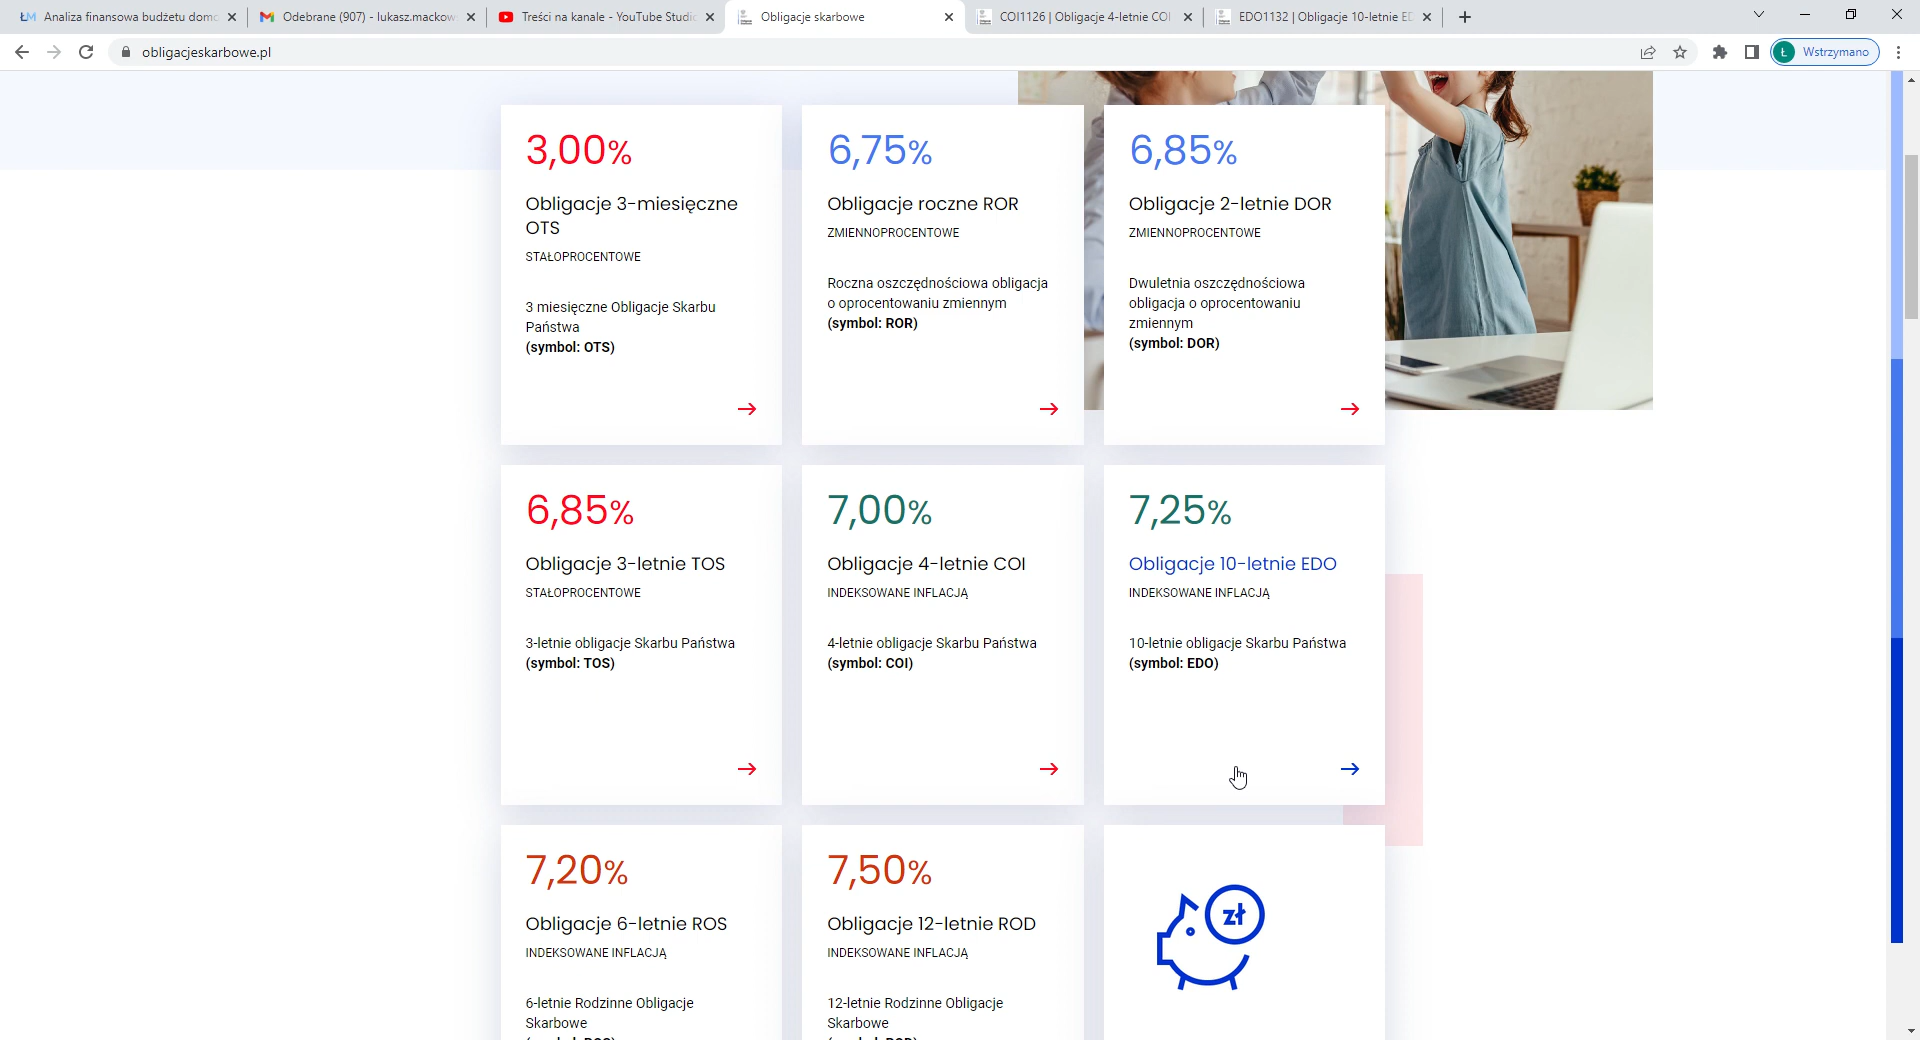 Analiza finansowa budżetu domo
Odebrane (907) - lukasz.mackow
Treści na kanale - YouTube Studio
Obligacje skarbowe
COI1126 | Obligacje 4-letnie COI
EDO1132 | Obligacje 10-letnie ED
obligacjeskarbowe.pl
Ł
Wstrzymano
3,00%
Obligacje 3-miesięczne
OTS
STAŁOPROCENTOWE
3 miesięczne Obligacje Skarbu
Państwa
(symbol: OTS)
6,75%
Obligacje roczne ROR
ZMIENNOPROCENTOWE
Roczna oszczędnościowa obligacja
o oprocentowaniu zmiennym
(symbol: ROR)
6,85%
Obligacje 2-letnie DOR
ZMIENNOPROCENTOWE
Dwuletnia oszczędnościowa
obligacja o oprocentowaniu
zmiennym
(symbol: DOR)
6,85%
Obligacje 3-letnie TOS
STAŁOPROCENTOWE
3-letnie obligacje Skarbu Państwa
(symbol: TOS)
7,00%
Obligacje 4-letnie COI
INDEKSOWANE INFLACJĄ
4-letnie obligacje Skarbu Państwa
(symbol: COI)
7,25%
Obligacje 10-letnie EDO
INDEKSOWANE INFLACJĄ
10-letnie obligacje Skarbu Państwa
(symbol: EDO)
7,20%
Obligacje 6-letnie ROS
INDEKSOWANE INFLACJĄ
6-letnie Rodzinne Obligacje
Skarbowe
7,50%
Obligacje 12-letnie ROD
INDEKSOWANE INFLACJĄ
12-letnie Rodzinne Obligacje
Skarbowe
zł